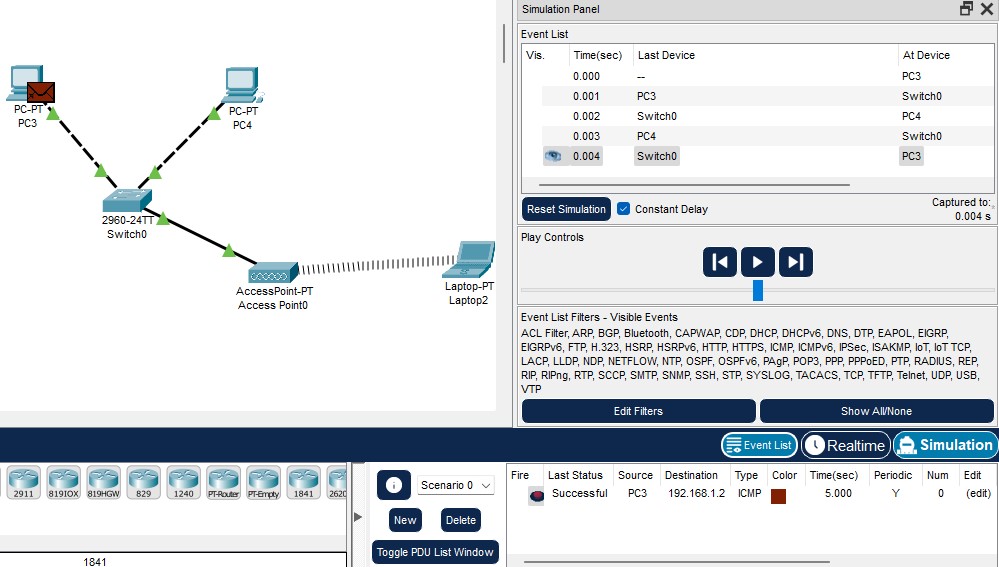 Simulation Panel
Event List
Vis. Time(sec) Last Device At Device
0.000 -- PC3
0.001 PC3 Switch0
0.002 Switch0 PC4
0.003 PC4 Switch0
0.004 Switch0 PC3
Reset Simulation Constant Delay Captured to:
0.004 s
Play Controls
Event List Filters - Visible Events
ACL Filter, ARP, BGP, Bluetooth, CAPWAP, CDP, DHCP, DHCPv6, DNS, DTP, EAPOL, EIGRP,
EIGRPv6, FTP, H.323, HSRP, HSRPv6, HTTP, HTTPS, ICMP, ICMPv6, IPSec, ISAKMP, IoT, IoT TCP,
LACP, LLDP, NDP, NETFLOW, NTP, OSPF, OSPFv6, PAgP, POP3, PPP, PPPoED, PTP, RADIUS, REP,
RIP, RIPng, RTP, SCCP, SMTP, SNMP, SSH, STP, SYSLOG, TACACS, TCP, TFTP, Telnet, UDP, USB,
VTP
Edit Filters Show All/None
PC-PT
PC3
PC-PT
PC4
2960-24TT
Switch0
AccessPoint-PT
Access Point0
Laptop-PT
Laptop2
Event List Realtime Simulation
2911 819IOX 819HGW 829 1240 PT-Router PT-Empty 1841 2620
1841
Scenario 0
New Delete
Toggle PDU List Window
Fire Last Status Source Destination Type Color Time(sec) Periodic Num Edit
Successful PC3 192.168.1.2 ICMP 5.000 Y 0 (edit)